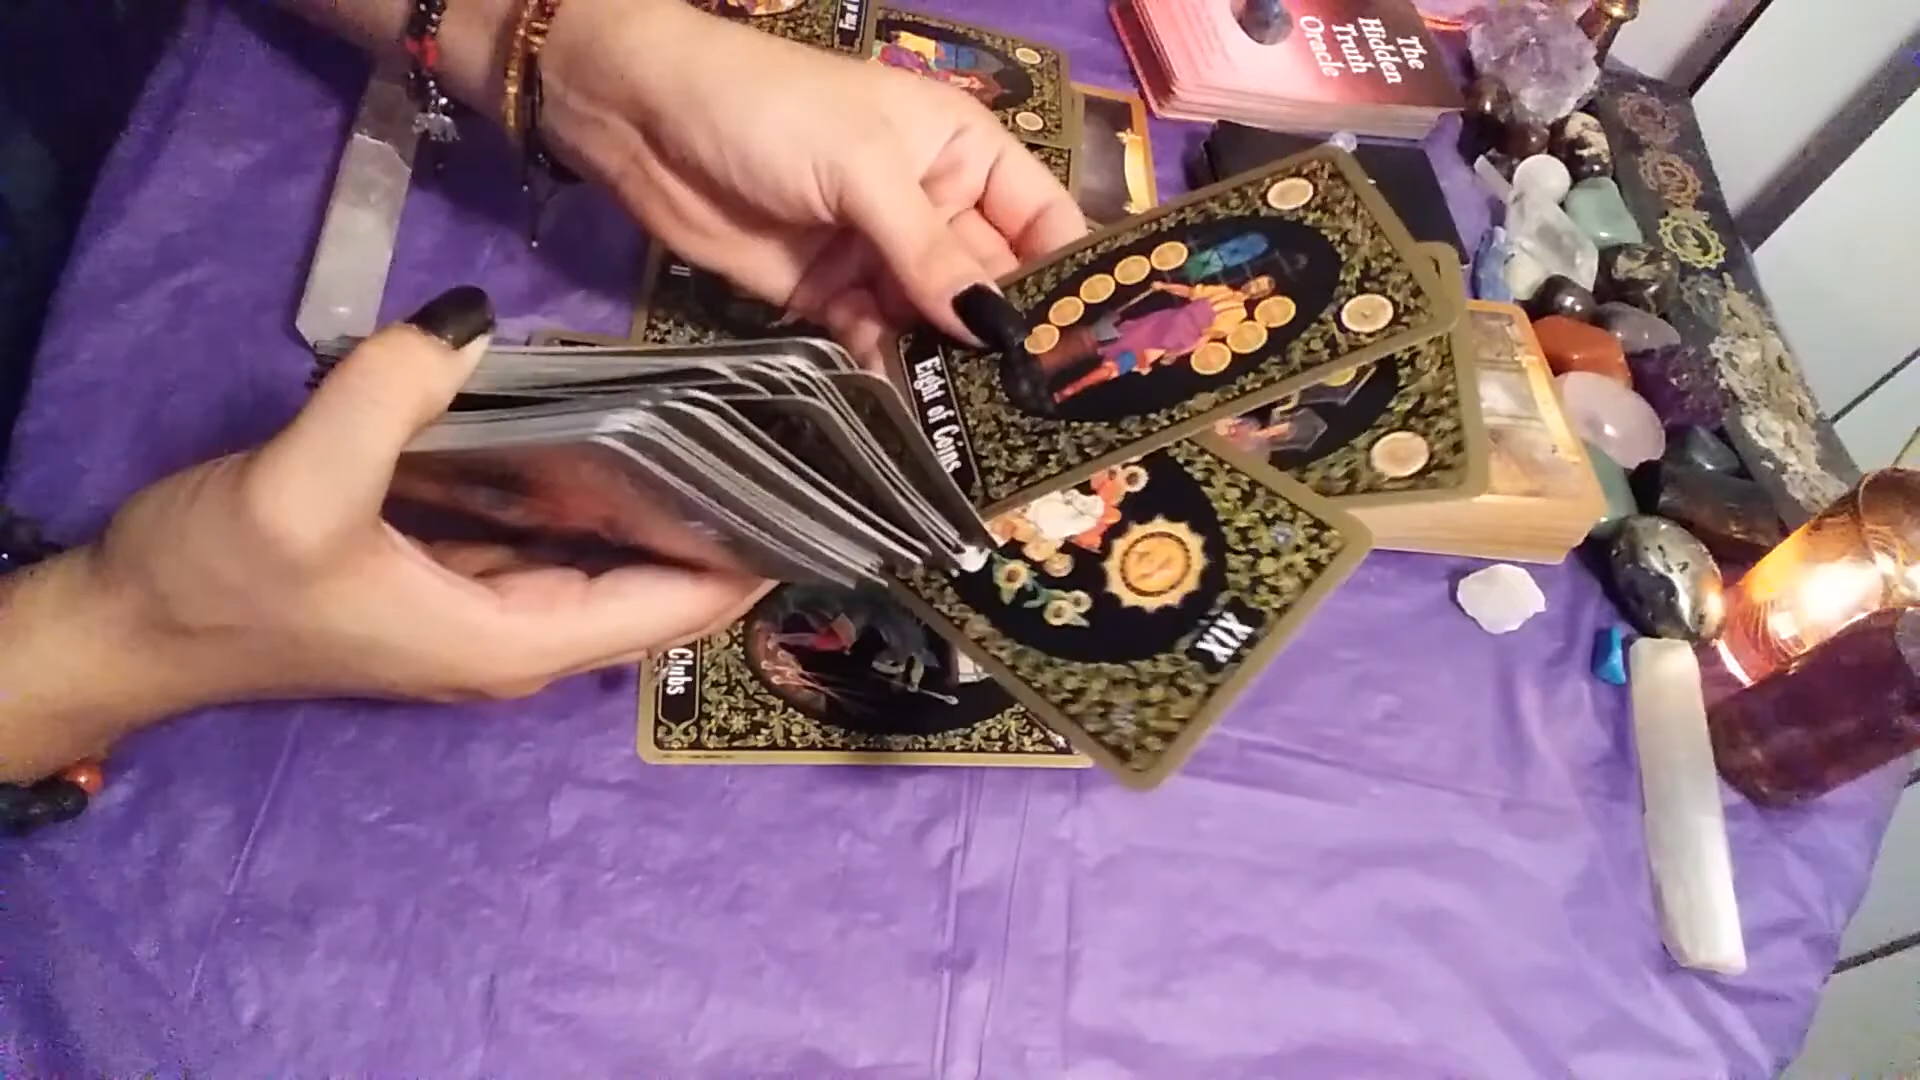 The
Hidden
Truth
Oracle
Eight of Coins
XIX
Clubs